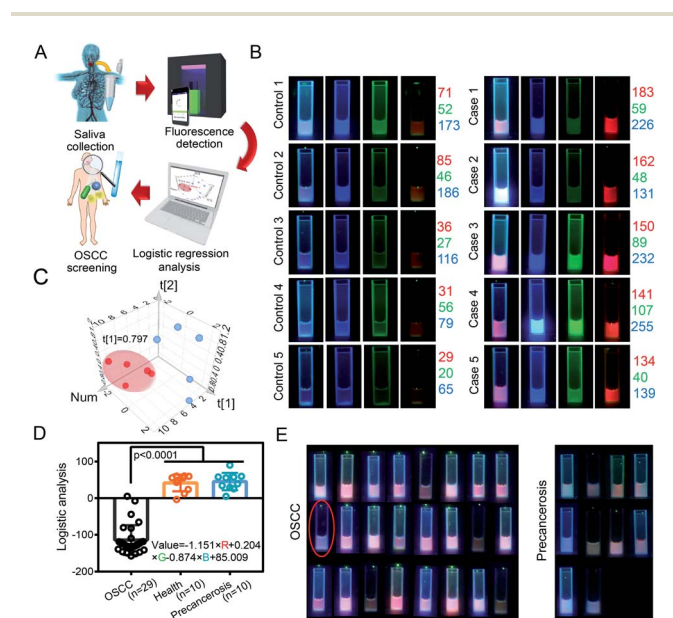 A
Saliva
collection
Fluorescence
detection
OSCC
screening
Logistic regression
analysis
B
Control 1
71
52
173
Control 2
85
46
186
Control 3
36
27
116
Control 4
31
56
79
Control 5
29
20
65
Case 1
183
59
226
Case 2
162
48
131
Case 3
150
89
232
Case 4
141
107
255
Case 5
134
40
139
C
t[2]
t[1]=0.797
Num
t[1]
D
Logistic analysis
100
0
-100
-200
p<0.0001
Value=-1.151×R+0.204
×G-0.874×B+85.009
OSCC (n=29)
Health (n=10)
Precancerosis (n=10)
E
OSCC
Precancerosis